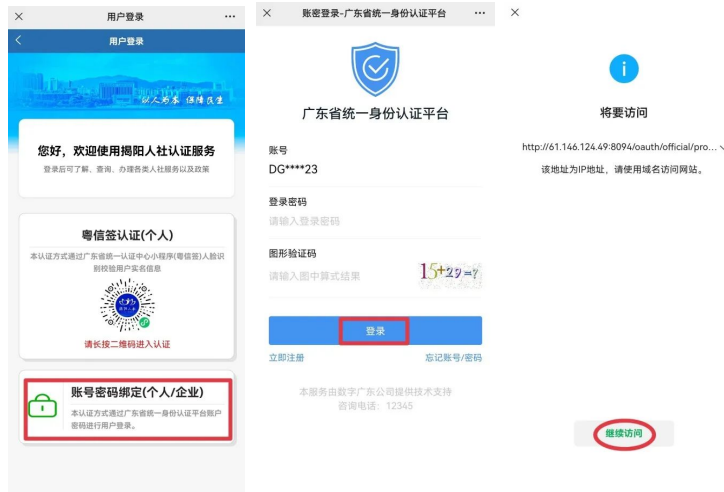 用户登录
用户登录
以人为本 保障民生
您好，欢迎使用揭阳人社认证服务
登录后可了解、查询、办理各类人社服务以及政策
粤信签认证(个人)
本认证方式通过广东省统一认证中心小程序(粤信签)人脸识
别校验用户实名信息
请长按二维码进入认证
账号密码绑定(个人/企业)
本认证方式通过广东省统一身份认证平台账户
密码进行用户登录。
账密登录-广东省统一身份认证平台
广东省统一身份认证平台
账号
DG****23
登录密码
请输入登录密码
图形验证码
请输入图中算式结果
15+29=?
登录
立即注册
忘记账号/密码
本服务由数字广东公司提供技术支持
咨询电话：12345
将要访问
http://61.146.124.49:8094/oauth/official/pro...
该地址为IP地址，请使用域名访问网站。
继续访问